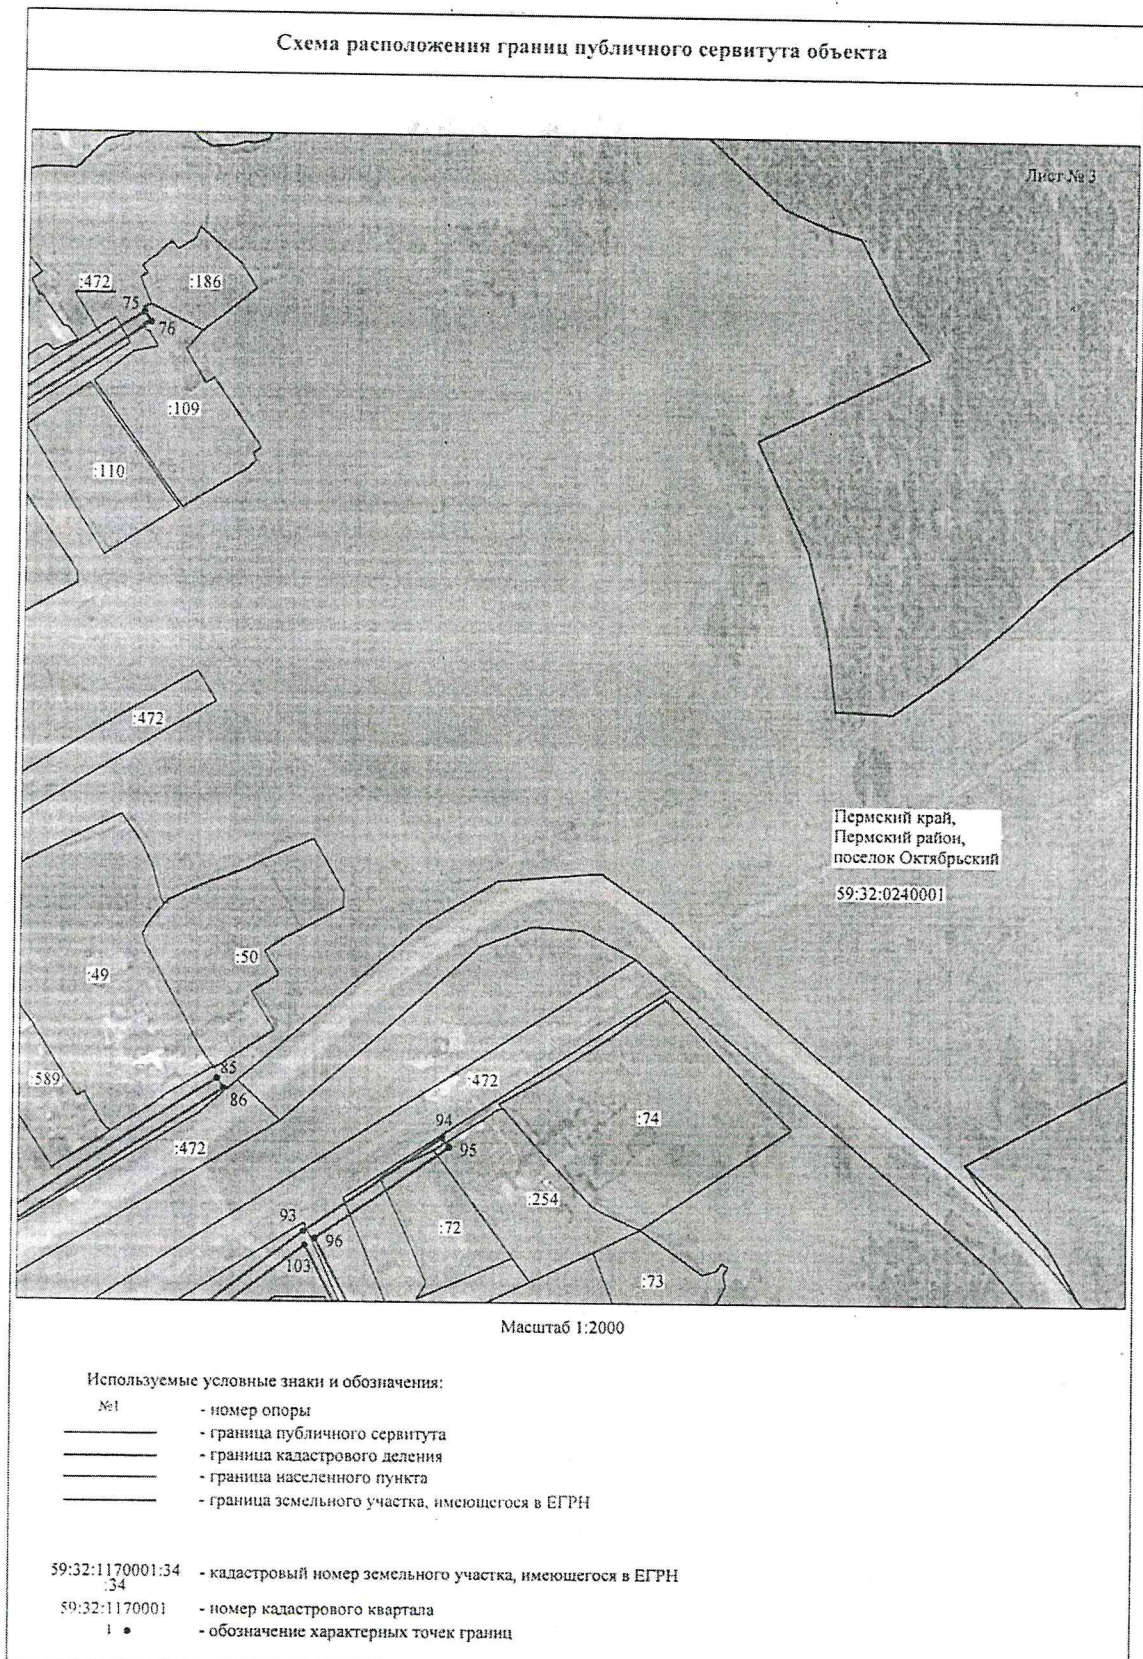 Схема расположения границ публичного сервитута объекта
Лист № 3
:472
:186
75
76
:109
:110
:472
Пермский край,
Пермский район,
поселок Октябрьский
59:32:0240001
:50
:49
85
:589
86
:472
:472
94
:74
95
:254
93
:72
96
103
:73
Масштаб 1:2000
Используемые условные знаки и обозначения:
№1 - номер опоры
- граница публичного сервитута
- граница кадастрового деления
- граница населенного пункта
- граница земельного участка, имеющегося в ЕГРН
59:32:1170001:34
:34 - кадастровый номер земельного участка, имеющегося в ЕГРН
59:32:1170001 - номер кадастрового квартала
1 - обозначение характерных точек границ